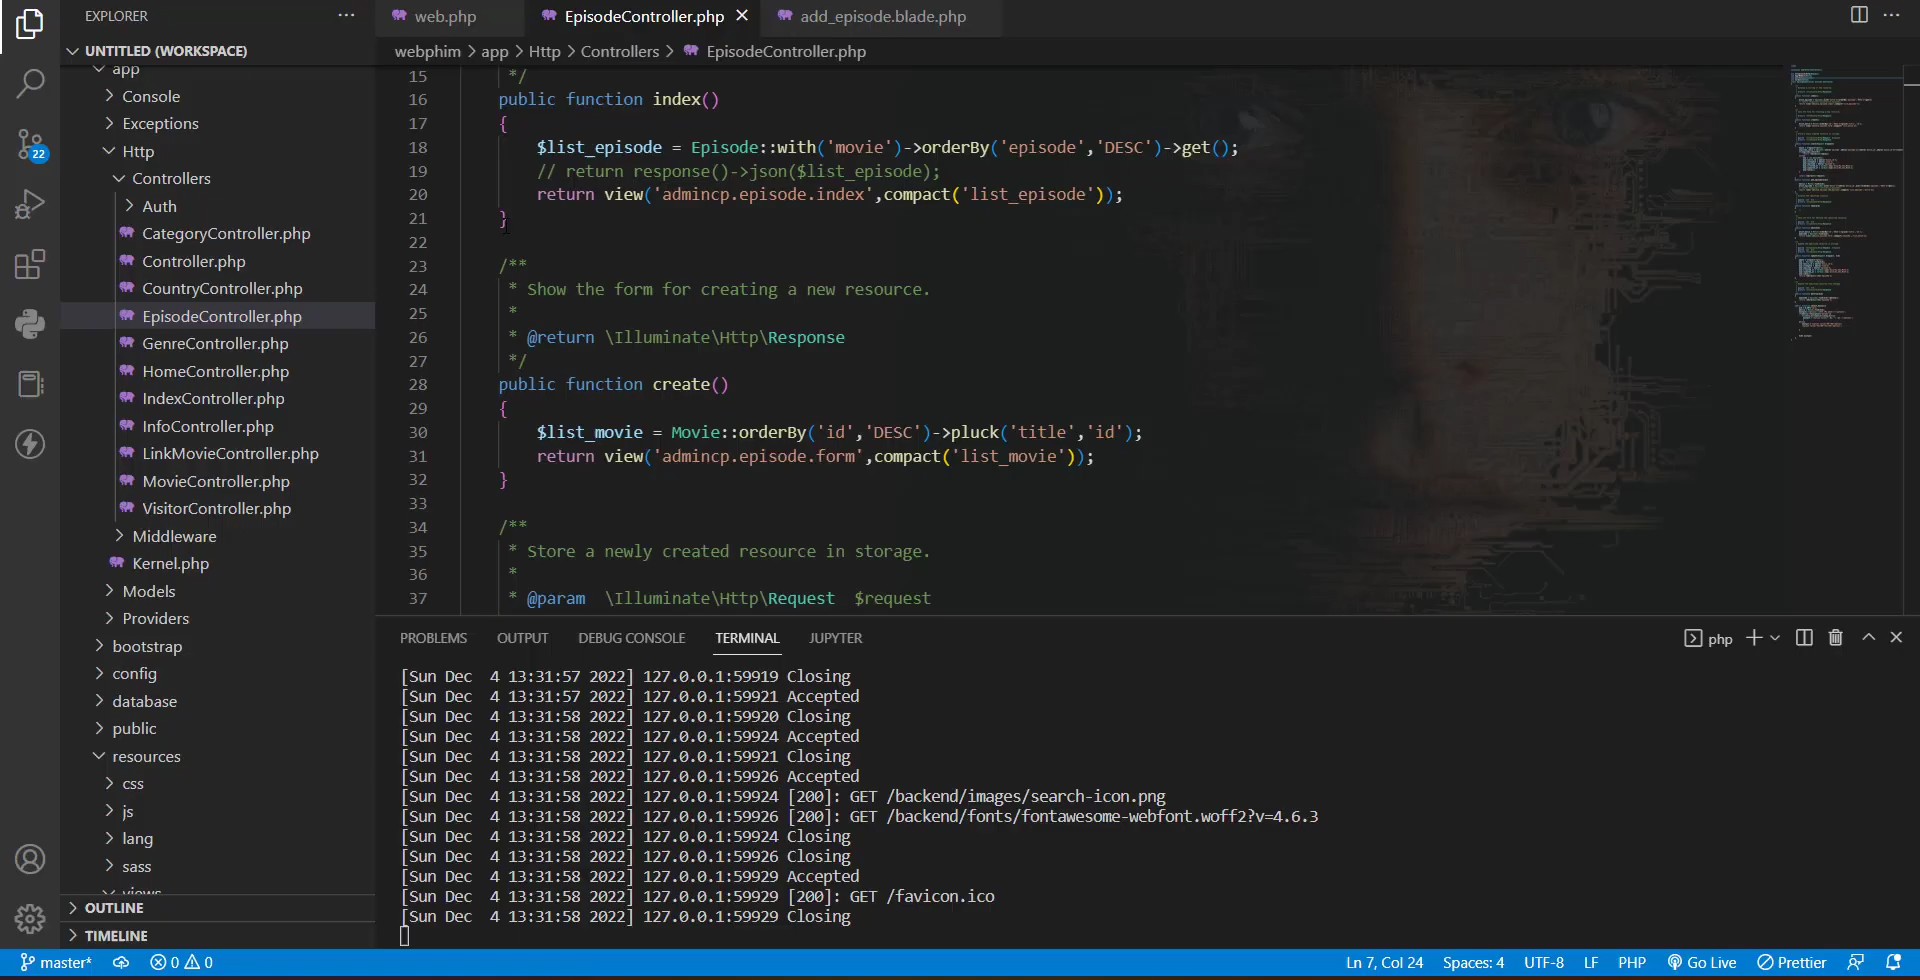 EXPLORER
UNTITLED (WORKSPACE)
app
Console
Exceptions
Http
Controllers
Auth
CategoryController.php
Controller.php
CountryController.php
EpisodeController.php
GenreController.php
HomeController.php
IndexController.php
InfoController.php
LinkMovieController.php
MovieController.php
VisitorController.php
Middleware
Kernel.php
Models
Providers
bootstrap
config
database
public
resources
css
js
lang
sass
views
OUTLINE
TIMELINE
22
web.php
EpisodeController.php
add_episode.blade.php
webphim > app > Http > Controllers > EpisodeController.php
15 */
16 public function index()
17 {
18 $list_episode = Episode::with('movie')->orderBy('episode','DESC')->get();
19 // return response()->json($list_episode);
20 return view('admincp.episode.index',compact('list_episode'));
21 }
22
23 /**
24 * Show the form for creating a new resource.
25 *
26 * @return \Illuminate\Http\Response
27 */
28 public function create()
29 {
30 $list_movie = Movie::orderBy('id','DESC')->pluck('title','id');
31 return view('admincp.episode.form',compact('list_movie'));
32 }
33
34 /**
35 * Store a newly created resource in storage.
36 *
37 * @param  \Illuminate\Http\Request  $request
PROBLEMS OUTPUT DEBUG CONSOLE TERMINAL JUPYTER
php
[Sun Dec  4 13:31:57 2022] 127.0.0.1:59919 Closing
[Sun Dec  4 13:31:57 2022] 127.0.0.1:59921 Accepted
[Sun Dec  4 13:31:58 2022] 127.0.0.1:59920 Closing
[Sun Dec  4 13:31:58 2022] 127.0.0.1:59924 Accepted
[Sun Dec  4 13:31:58 2022] 127.0.0.1:59921 Closing
[Sun Dec  4 13:31:58 2022] 127.0.0.1:59926 Accepted
[Sun Dec  4 13:31:58 2022] 127.0.0.1:59924 [200]: GET /backend/images/search-icon.png
[Sun Dec  4 13:31:58 2022] 127.0.0.1:59926 [200]: GET /backend/fonts/fontawesome-webfont.woff2?v=4.6.3
[Sun Dec  4 13:31:58 2022] 127.0.0.1:59924 Closing
[Sun Dec  4 13:31:58 2022] 127.0.0.1:59926 Closing
[Sun Dec  4 13:31:58 2022] 127.0.0.1:59929 Accepted
[Sun Dec  4 13:31:58 2022] 127.0.0.1:59929 [200]: GET /favicon.ico
[Sun Dec  4 13:31:58 2022] 127.0.0.1:59929 Closing
master* 0 0 Ln 7, Col 24 Spaces: 4 UTF-8 LF PHP Go Live Prettier